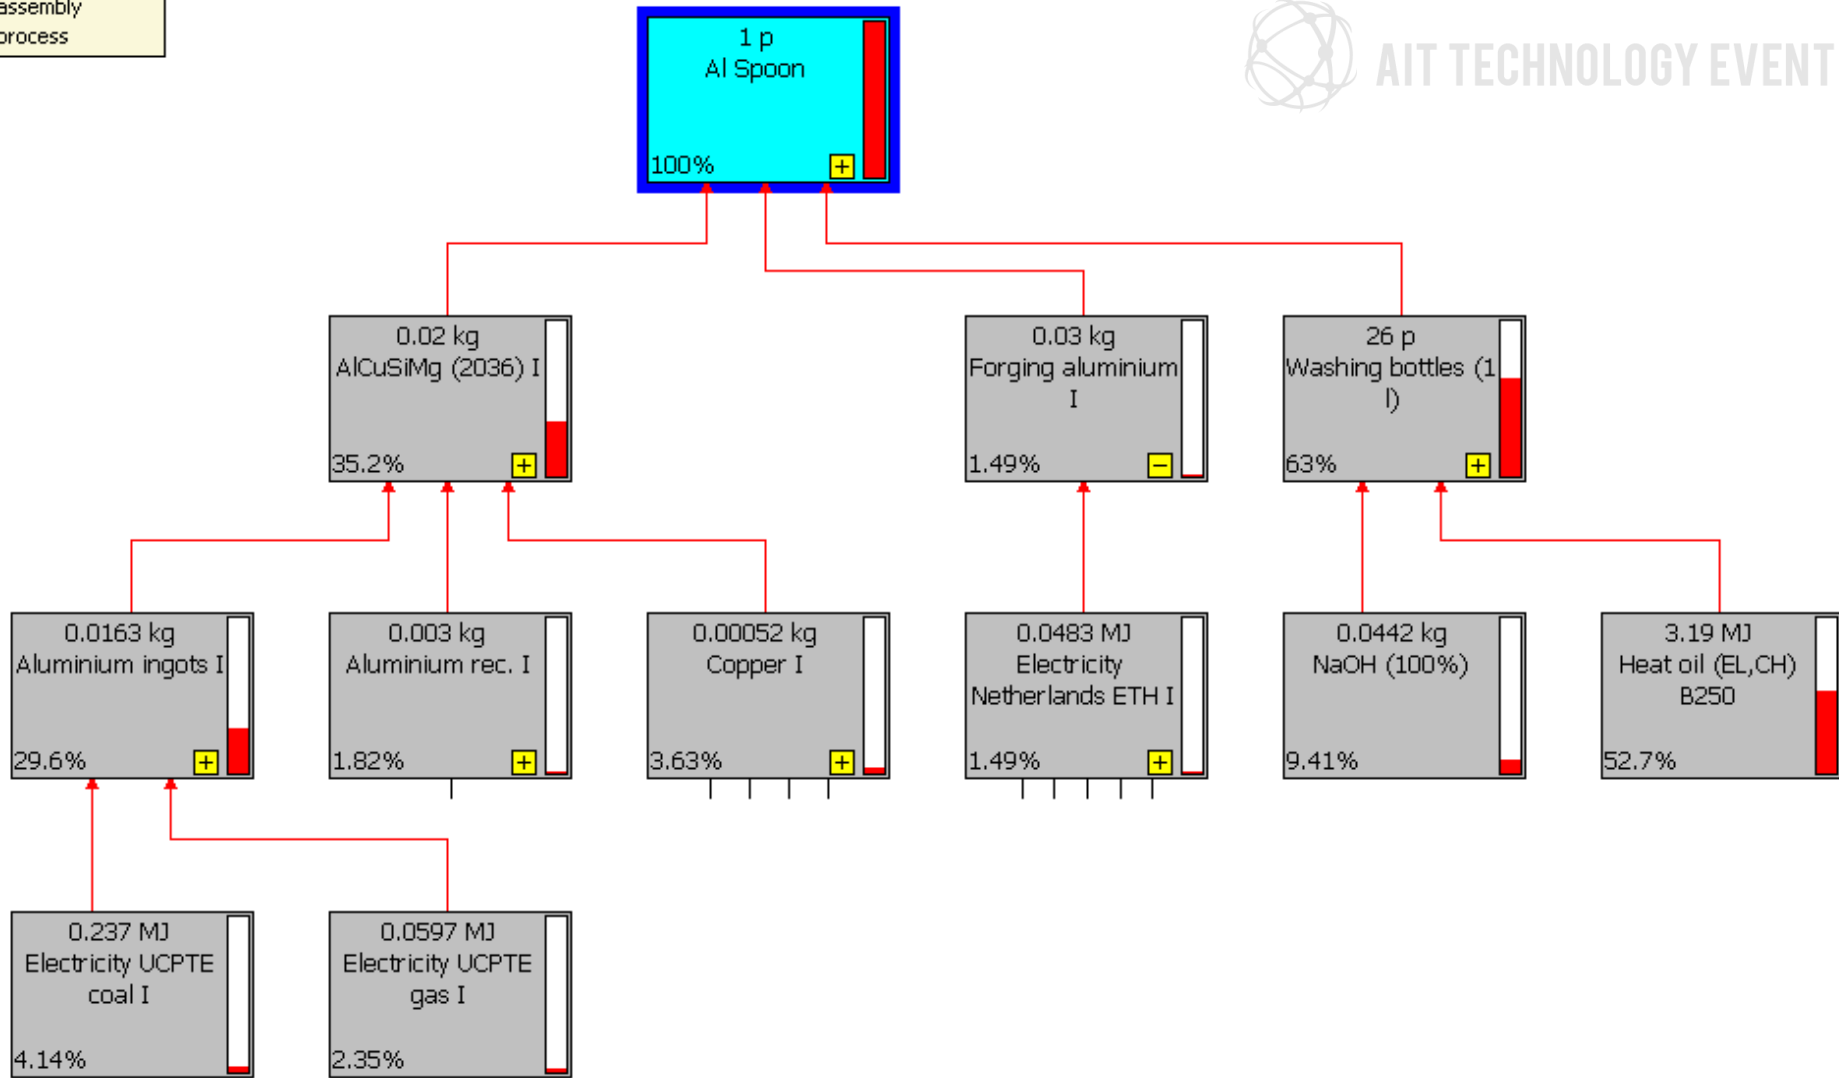 assembly
process
AIT TECHNOLOGY EVENT
1 p
Al Spoon
100%
+
0.02 kg
AlCuSiMg (2036) I
35.2%
+
0.03 kg
Forging aluminium
I
1.49%
−
26 p
Washing bottles (1
l)
63%
+
0.0163 kg
Aluminium ingots I
29.6%
+
0.003 kg
Aluminium rec. I
1.82%
+
0.00052 kg
Copper I
3.63%
+
0.0483 MJ
Electricity
Netherlands ETH I
1.49%
+
0.0442 kg
NaOH (100%)
9.41%
3.19 MJ
Heat oil (EL,CH)
B250
52.7%
0.237 MJ
Electricity UCPTE
coal I
4.14%
0.0597 MJ
Electricity UCPTE
gas I
2.35%